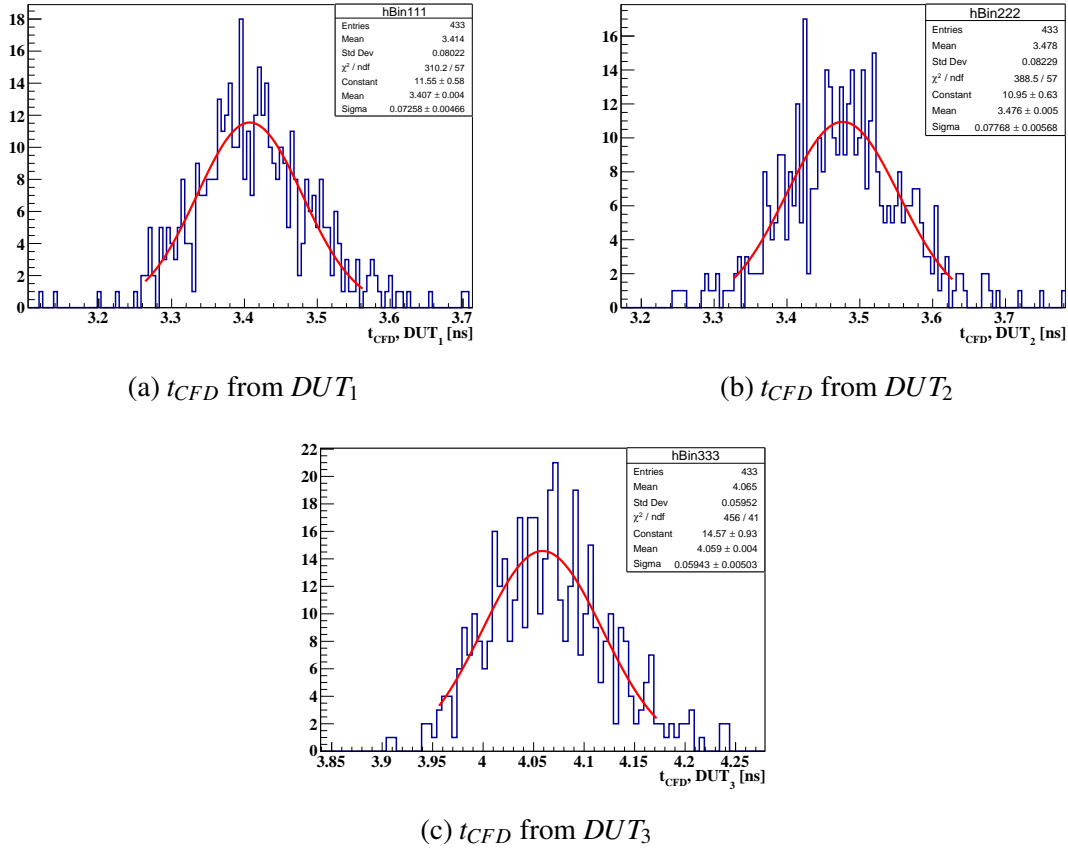 hBin111
Entries 433
Mean 3.414
Std Dev 0.08022
χ² / ndf 310.2 / 57
Constant 11.55 ± 0.58
Mean 3.407 ± 0.004
Sigma 0.07258 ± 0.00466
18
16
14
12
10
8
6
4
2
0
3.2 3.3 3.4 3.5 3.6 3.7
t_CFD, DUT_1 [ns]
(a) t_CFD from DUT_1
hBin222
Entries 433
Mean 3.478
Std Dev 0.08229
χ² / ndf 388.5 / 57
Constant 10.95 ± 0.63
Mean 3.476 ± 0.005
Sigma 0.07768 ± 0.00568
16
14
12
10
8
6
4
2
0
3.2 3.3 3.4 3.5 3.6 3.7
t_CFD, DUT_2 [ns]
(b) t_CFD from DUT_2
hBin333
Entries 433
Mean 4.065
Std Dev 0.05952
χ² / ndf 456 / 41
Constant 14.57 ± 0.93
Mean 4.059 ± 0.004
Sigma 0.05943 ± 0.00503
22
20
18
16
14
12
10
8
6
4
2
0
3.85 3.9 3.95 4 4.05 4.1 4.15 4.2 4.25
t_CFD, DUT_3 [ns]
(c) t_CFD from DUT_3